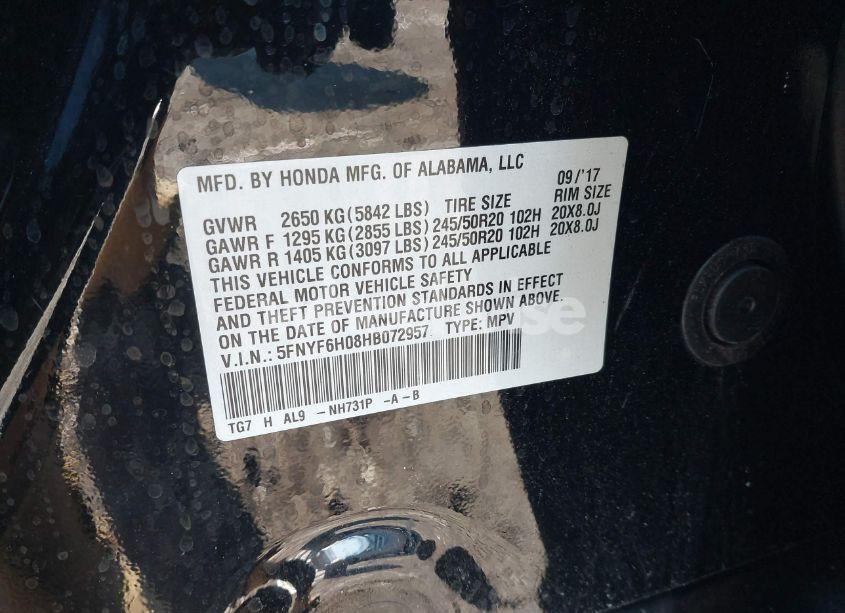 MFD. BY HONDA MFG. OF ALABAMA, LLC 09/'17
GVWR 2650 KG(5842 LBS) TIRE SIZE RIM SIZE
GAWR F 1295 KG(2855 LBS)245/50R20 102H 20X8.0J
GAWR R 1405 KG(3097 LBS)245/50R20 102H 20X8.0J
THIS VEHICLE CONFORMS TO ALL APPLICABLE
FEDERAL MOTOR VEHICLE SAFETY
AND THEFT PREVENTION STANDARDS IN EFFECT
ON THE DATE OF MANUFACTURE SHOWN ABOVE.
V.I.N.: 5FNYF6H08HB072957 TYPE: MPV
TG7 H AL9 -NH731P -A-B